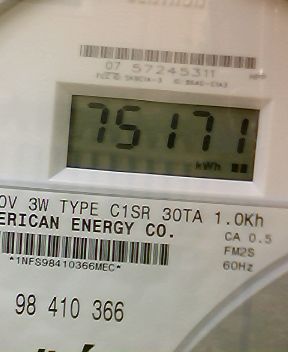 07 57245311
75171
kWh
0V 3W TYPE C1SR 30TA 1.0Kh
ERICAN ENERGY CO.
CA 0.5
FM2S
60Hz
*1NFS98410366MEC*
98 410 366